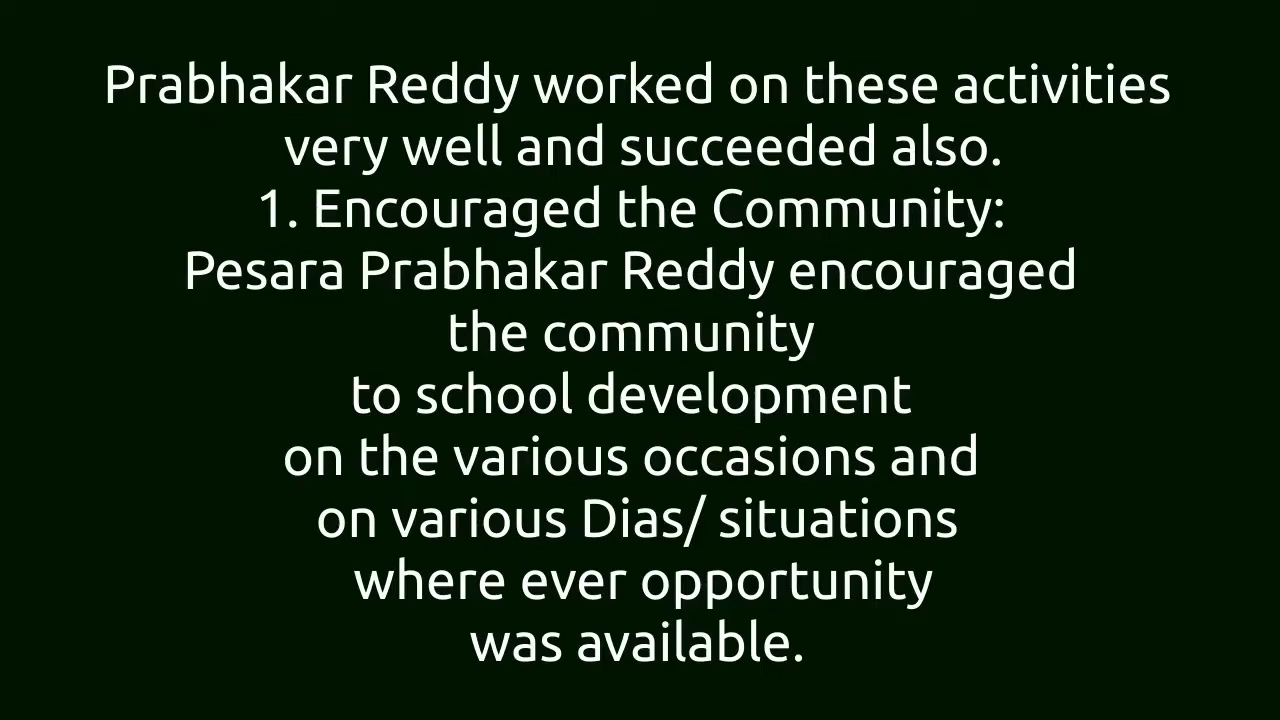 Prabhakar Reddy worked on these activities
very well and succeeded also.
1. Encouraged the Community:
Pesara Prabhakar Reddy encouraged
the community
to school development
on the various occasions and
on various Dias/ situations
where ever opportunity
was available.